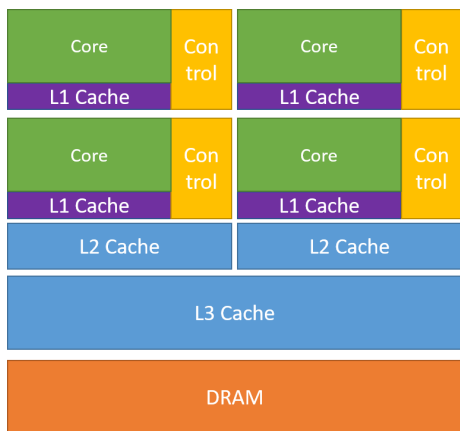 Core
Con
trol
L1 Cache
Core
Con
trol
L1 Cache
Core
Con
trol
L1 Cache
Core
Con
trol
L1 Cache
L2 Cache
L2 Cache
L3 Cache
DRAM